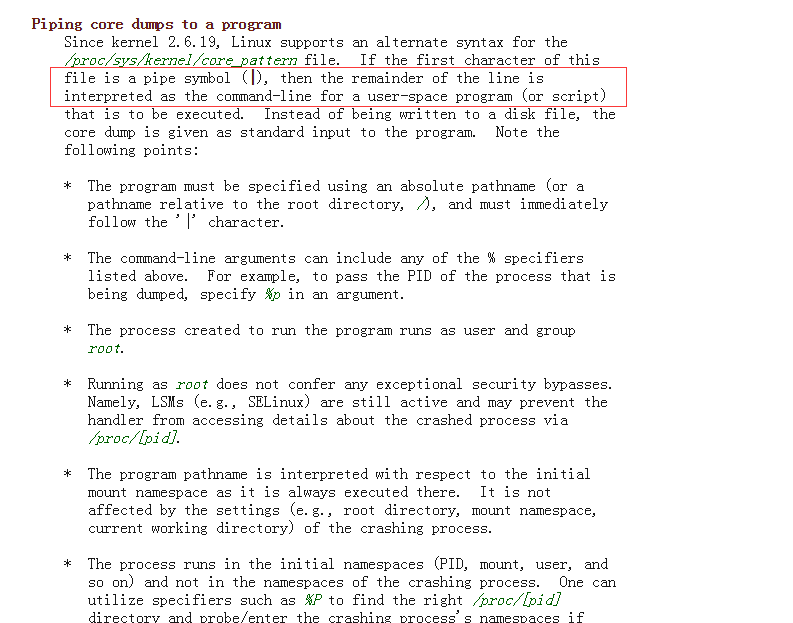 Piping core dumps to a program
Since kernel 2.6.19, Linux supports an alternate syntax for the
/proc/sys/kernel/core_pattern file.  If the first character of this
file is a pipe symbol (|), then the remainder of the line is
interpreted as the command-line for a user-space program (or script)
that is to be executed.  Instead of being written to a disk file, the
core dump is given as standard input to the program.  Note the
following points:
*  The program must be specified using an absolute pathname (or a
pathname relative to the root directory, /), and must immediately
follow the '|' character.
*  The command-line arguments can include any of the % specifiers
listed above.  For example, to pass the PID of the process that is
being dumped, specify %p in an argument.
*  The process created to run the program runs as user and group
root.
*  Running as root does not confer any exceptional security bypasses.
Namely, LSMs (e.g., SELinux) are still active and may prevent the
handler from accessing details about the crashed process via
/proc/[pid].
*  The program pathname is interpreted with respect to the initial
mount namespace as it is always executed there.  It is not
affected by the settings (e.g., root directory, mount namespace,
current working directory) of the crashing process.
*  The process runs in the initial namespaces (PID, mount, user, and
so on) and not in the namespaces of the crashing process.  One can
utilize specifiers such as %P to find the right /proc/[pid]
directory and probe/enter the crashing process's namespaces if